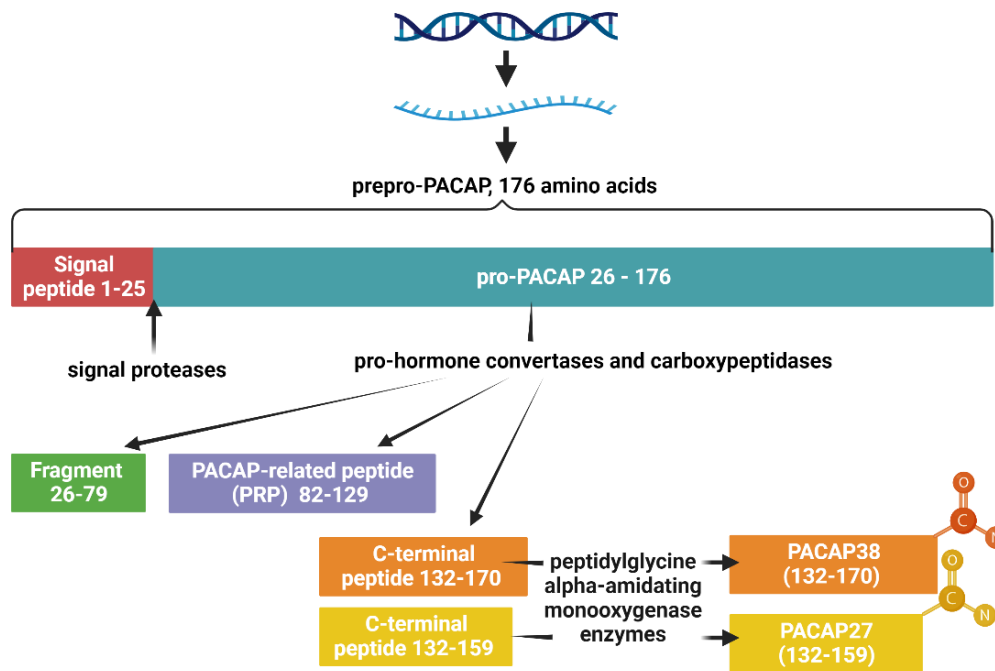 prepro-PACAP, 176 amino acids
Signal
peptide 1-25
pro-PACAP 26 - 176
signal proteases
pro-hormone convertases and carboxypeptidases
Fragment
26-79
PACAP-related peptide
(PRP) 82-129
C-terminal
peptide 132-170
peptidylglycine
alpha-amidating
monooxygenase
enzymes
PACAP38
(132-170)
O
C
N
C-terminal
peptide 132-159
PACAP27
(132-159)
O
C
N